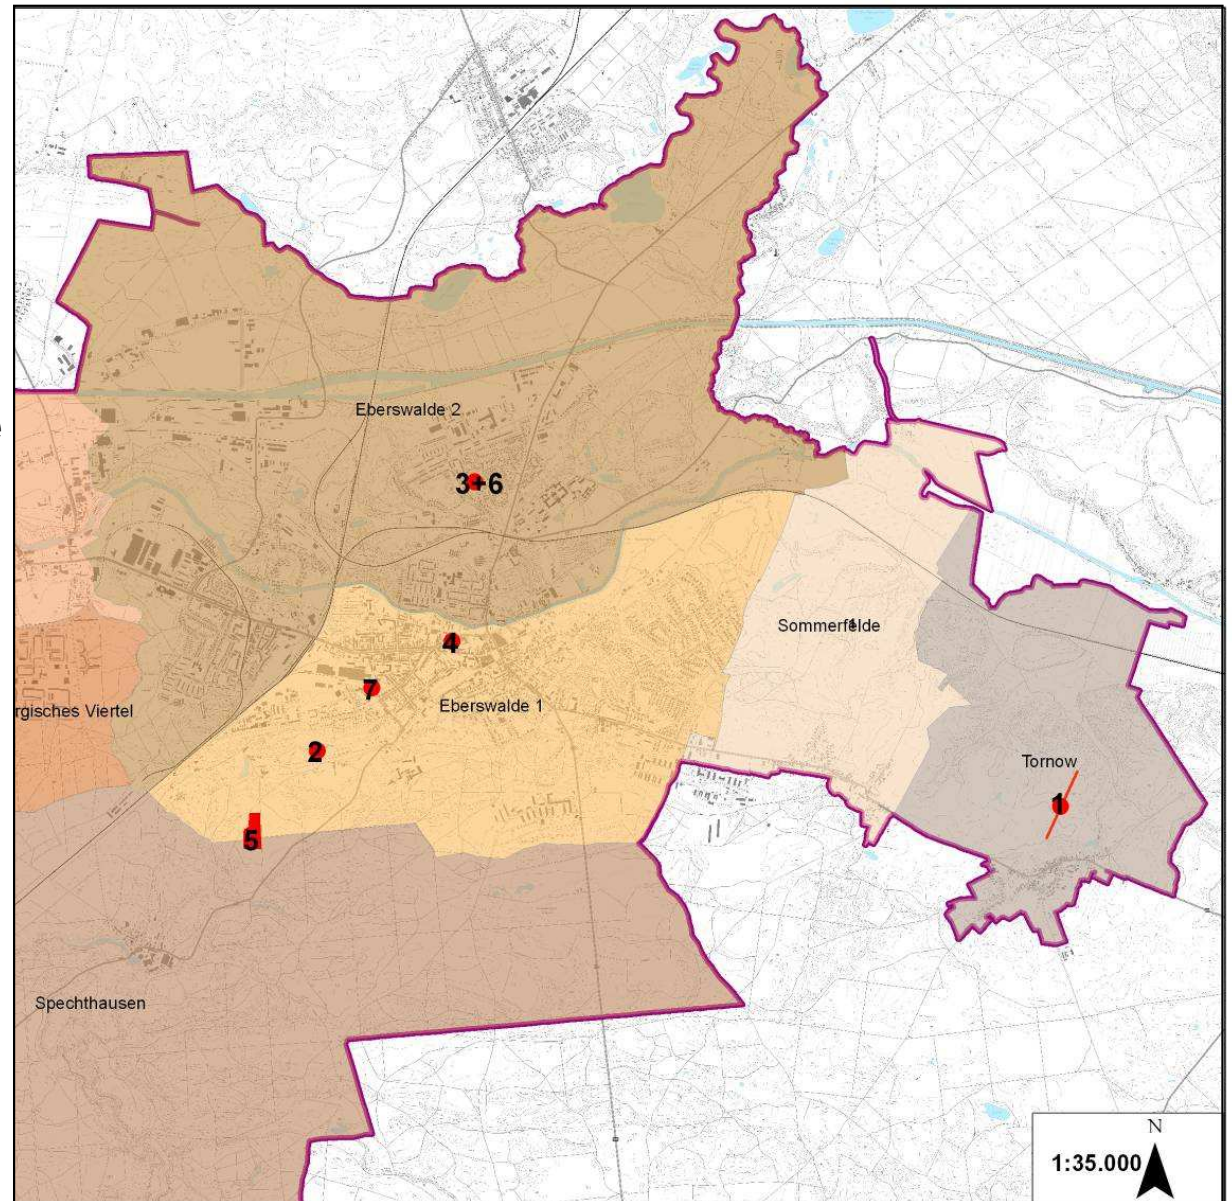 Eberswalde 2
3+6
Sommerfelde
1
4
7
Eberswalde 1
rgisches Viertel
2
Tornow
1
5
Spechthausen
N
1:35.000